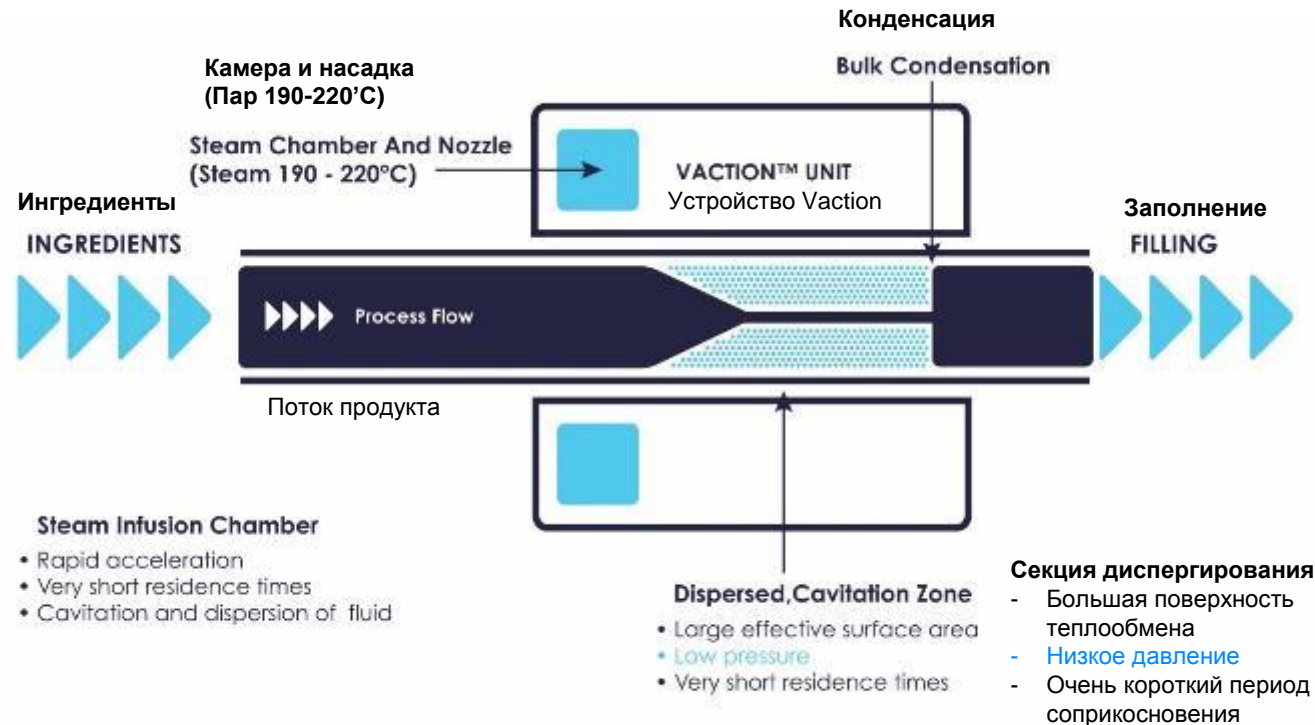 Конденсация
Bulk Condensation
Камера и насадка
(Пар 190-220’С)
Steam Chamber And Nozzle
(Steam 190 - 220°C)
VACTION™ UNIT
Устройство Vaction
Ингредиенты
INGREDIENTS
Заполнение
FILLING
Process Flow
Поток продукта
Steam Infusion Chamber
• Rapid acceleration
• Very short residence times
• Cavitation and dispersion of fluid
Dispersed,Cavitation Zone
• Large effective surface area
• Low pressure
• Very short residence times
Секция диспергирования
- Большая поверхность
теплообмена
- Низкое давление
- Очень короткий период
соприкосновения